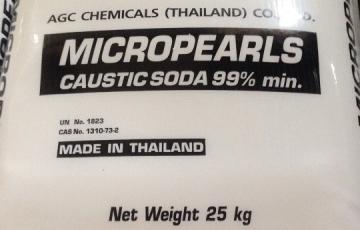 AGC CHEMICALS (THAILAND) CO., LTD.
MICROPEARLS
CAUSTIC SODA 99% min.
UN No. 1823
CAS No. 1310-73-2
MADE IN THAILAND
Net Weight 25 kg